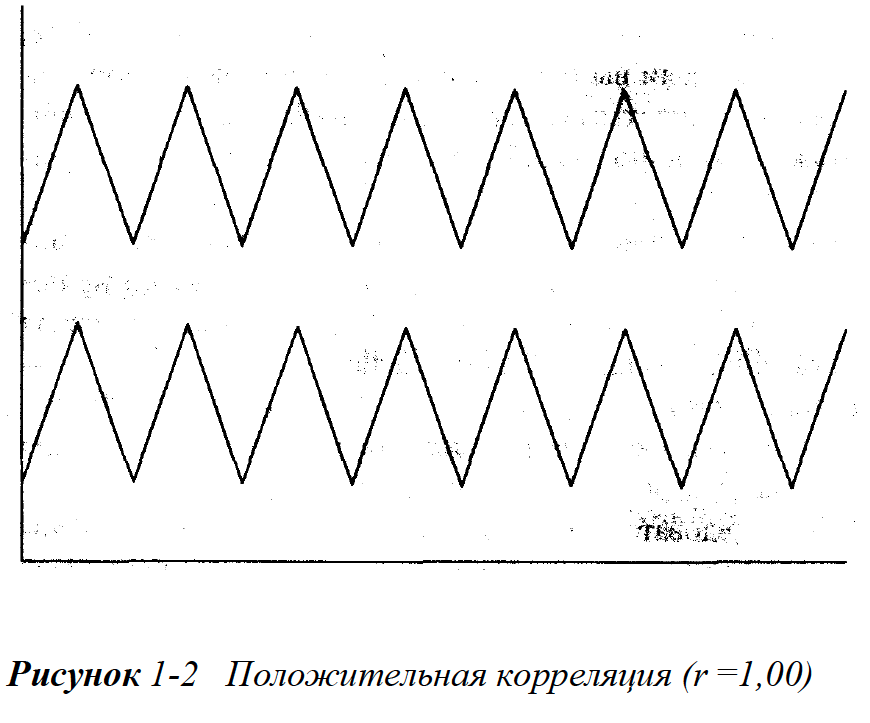 Рисунок 1-2 Положительная корреляция (r =1,00)